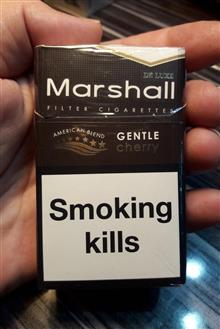 DE LUXE
Marshall
FILTER CIGARETTES
AMERICAN BLEND
GENTLE
cherry
Smoking
kills